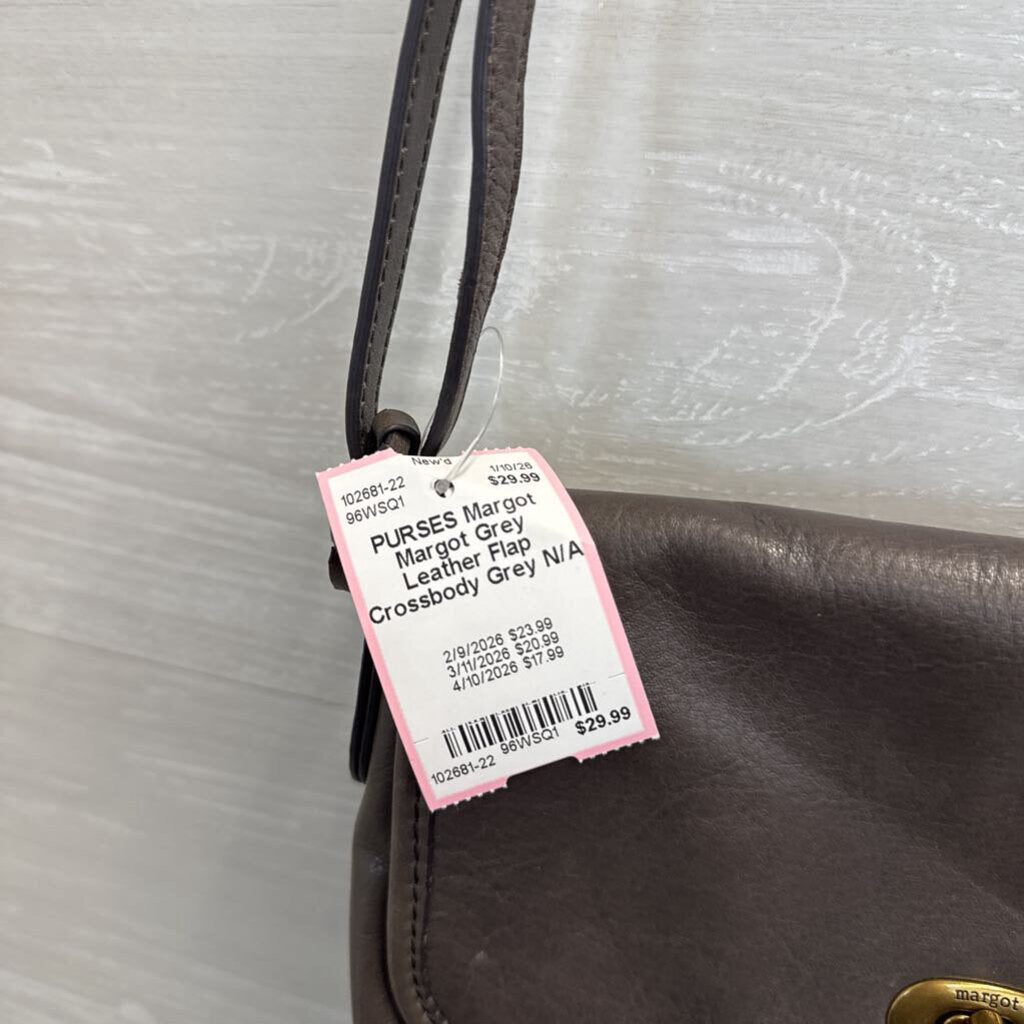 New'd
1/10/26
102681-22 $29.99
96WSQ1
PURSES Margot
Margot Grey
Leather Flap
Crossbody Grey N/A
2/9/2026 $23.99
3/11/2026 $20.99
4/10/2026 $17.99
96WSQ1 $29.99
102681-22
margot